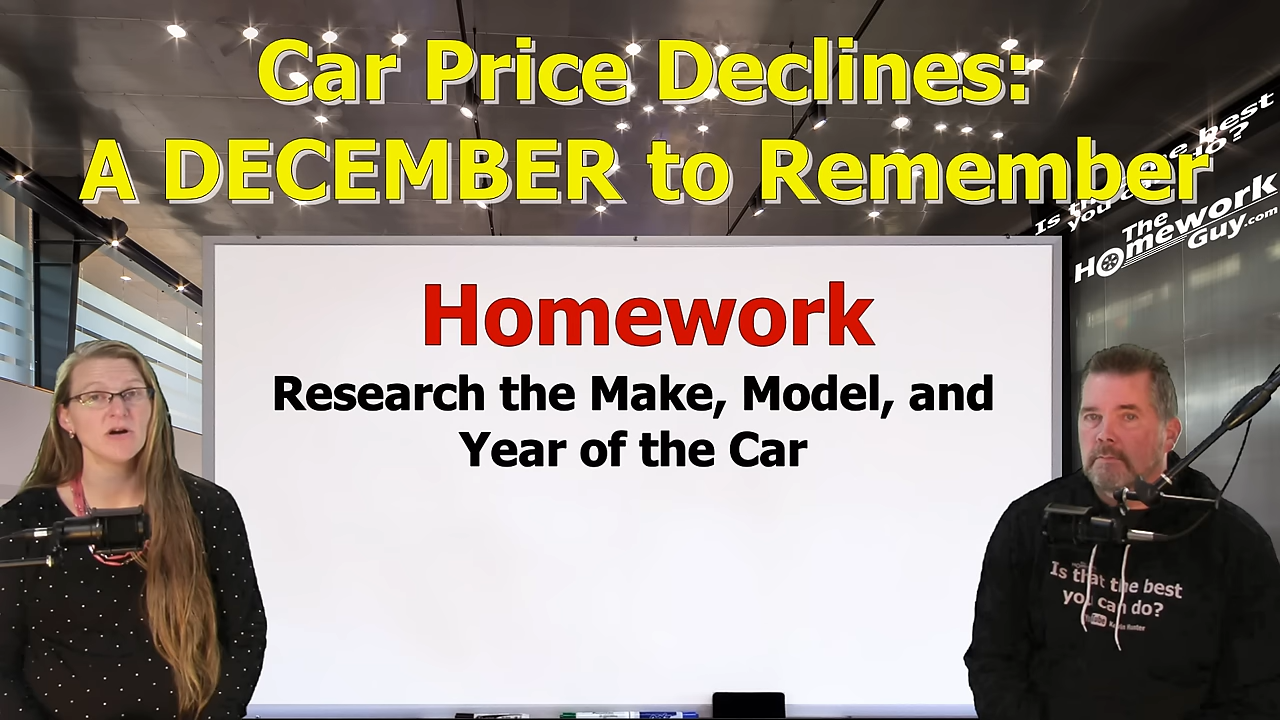 Car Price Declines:
A DECEMBER to Remember
Is the best
you can do?
The
Homework
Guy.com
Homework
Research the Make, Model, and
Year of the Car
Is that the best
you can do?